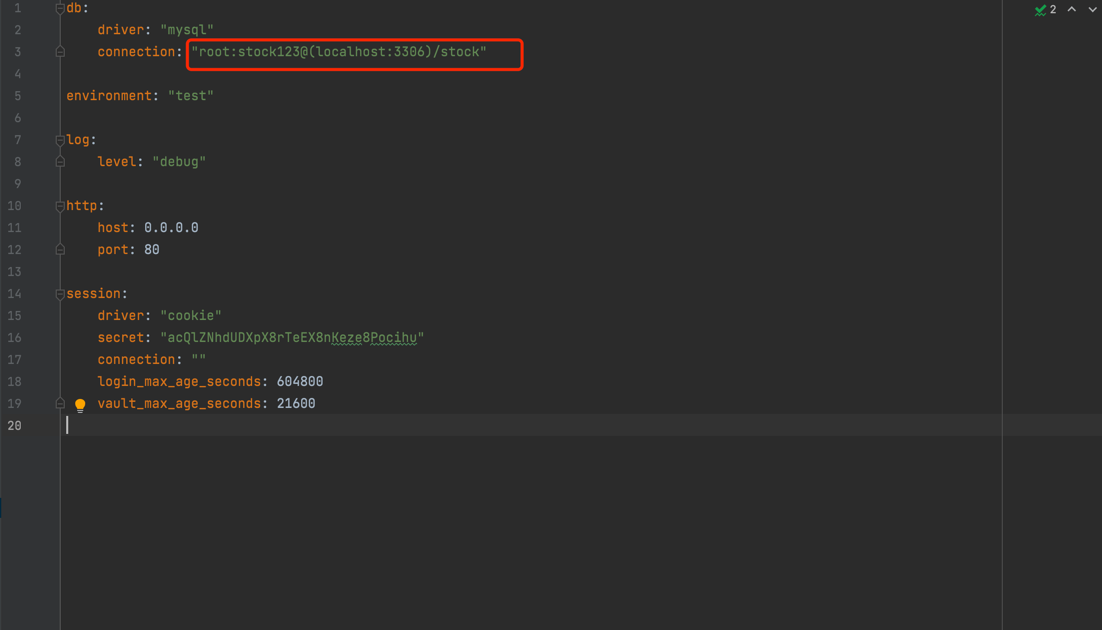 1 db:
2 driver: "mysql"
3 connection: "root:stock123@(localhost:3306)/stock"
4
5 environment: "test"
6
7 log:
8 level: "debug"
9
10 http:
11 host: 0.0.0.0
12 port: 80
13
14 session:
15 driver: "cookie"
16 secret: "acQlZNhdUDXpX8rTeEX8nKeze8Pocihu"
17 connection: ""
18 login_max_age_seconds: 604800
19 vault_max_age_seconds: 21600
20
2